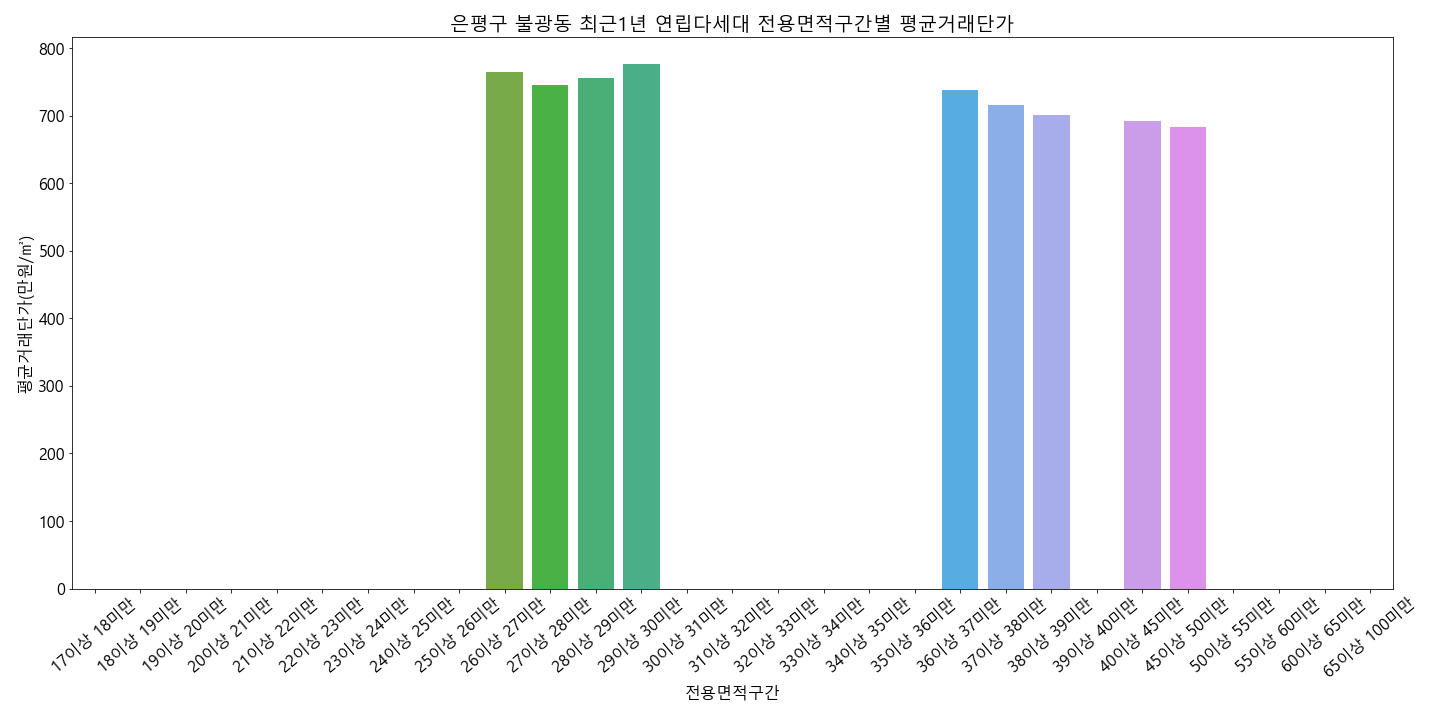 은평구 불광동 최근1년 연립다세대 전용면적구간별 평균거래단가
평균거래단가(만원/㎡)
800
700
600
500
400
300
200
100
0
17이상 18미만
18이상 19미만
19이상 20미만
20이상 21미만
21이상 22미만
22이상 23미만
23이상 24미만
24이상 25미만
25이상 26미만
26이상 27미만
27이상 28미만
28이상 29미만
29이상 30미만
30이상 31미만
31이상 32미만
32이상 33미만
33이상 34미만
34이상 35미만
35이상 36미만
36이상 37미만
37이상 38미만
38이상 39미만
39이상 40미만
40이상 45미만
45이상 50미만
50이상 55미만
55이상 60미만
60이상 65미만
65이상 100미만
전용면적구간